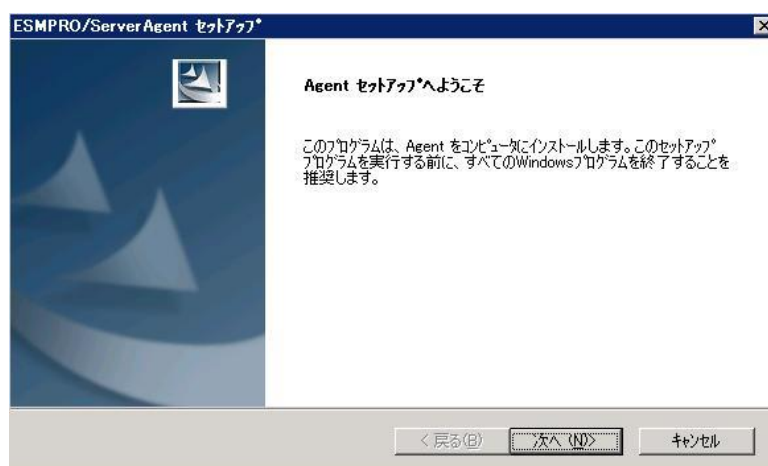 ESMPRO/ServerAgent ｾｯﾄｱｯﾌﾟ
Agent ｾｯﾄｱｯﾌﾟへようこそ
このﾌﾟﾛｸﾞﾗﾑは、Agent をｺﾝﾋﾟｭｰﾀにｲﾝｽﾄｰﾙします。このｾｯﾄｱｯﾌﾟ
ﾌﾟﾛｸﾞﾗﾑを実行する前に、すべてのWindowsﾌﾟﾛｸﾞﾗﾑを終了することを
推奨します。
< 戻る(B)
次へ (N)>
ｷｬﾝｾﾙ